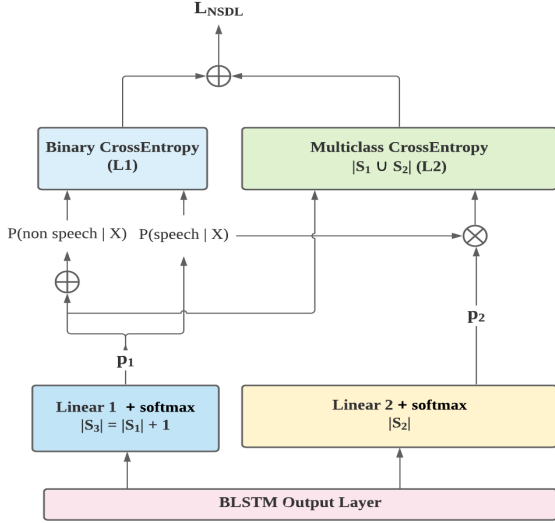 L_NSDL
Binary CrossEntropy
(L1)
Multiclass CrossEntropy
|S₁ ∪ S₂| (L2)
P(non speech | X)
P(speech | X)
p₂
p₁
Linear 1 + softmax
|S₃| = |S₁| + 1
Linear 2 + softmax
|S₂|
BLSTM Output Layer